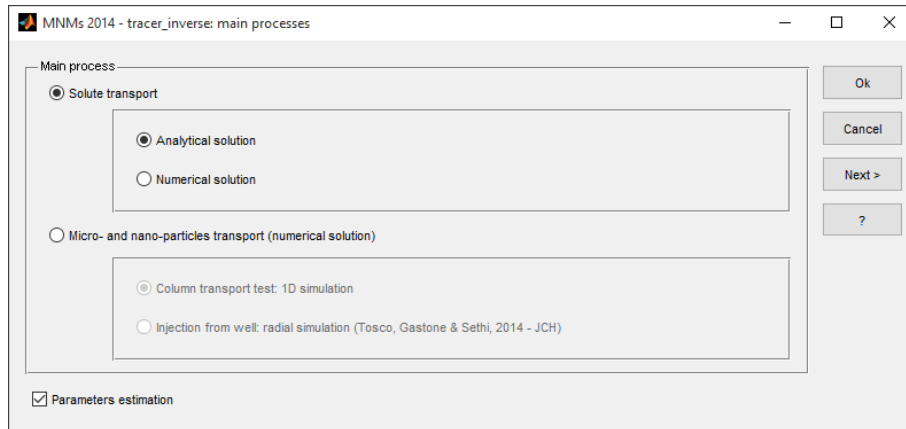 MNMs 2014 - tracer_inverse: main processes
Main process
Solute transport
Analytical solution
Numerical solution
Micro- and nano-particles transport (numerical solution)
Column transport test: 1D simulation
Injection from well: radial simulation (Tosco, Gastone & Sethi, 2014 - JCH)
Parameters estimation
Ok
Cancel
Next >
?